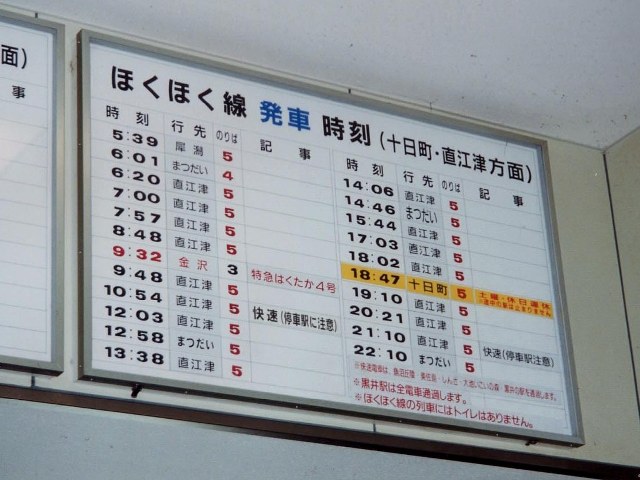 面)
事
ほくほく線 発車 時刻 (十日町・直江津方面)
時刻 行先 のりば 記事
5:39 犀潟 5
6:01 まつだい 4
6:20 直江津 5
7:00 直江津 5
7:57 直江津 5
8:48 直江津 5
9:32 金沢 3 特急はくたか4号
9:48 直江津 5
10:54 直江津 5
12:03 直江津 5 快速(停車駅に注意)
12:58 まつだい 5
13:38 直江津 5
時刻 行先 のりば 記事
14:06 直江津 5
14:46 まつだい 5
15:44 直江津 5
17:03 直江津 5
18:02 直江津 5
18:47 十日町 5 土曜・休日運休
19:10 直江津 5
20:21 直江津 5
21:10 直江津 5 快速(停車駅注意)
22:10 まつだい 5
※黒井駅は全電車通過します。
※ほくほく線の列車にはトイレはありません。